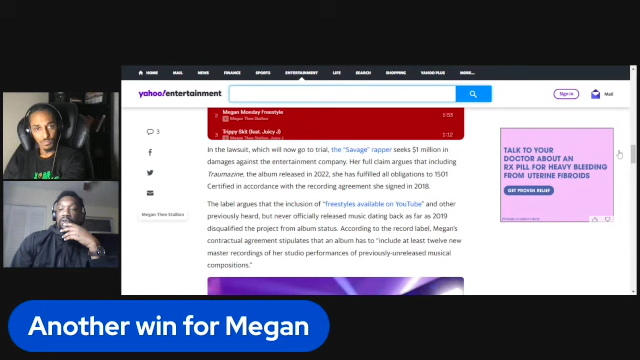 HOME MAIL NEWS FINANCE SPORTS ENTERTAINMENT LIFE SEARCH SHOPPING YAHOO PLUS MORE...
yahoo/entertainment
Sign in
Mail
2 Megan Monday Freestyle
Megan Thee Stallion
1:53
3 Trippy Skit (feat. Juicy J)
Megan Thee Stallion, Juicy J
1:12
3
Megan Thee Stallion
In the lawsuit, which will now go to trial, the "Savage" rapper seeks $1 million in
damages against the entertainment company. Her full claim argues that including
Traumazine, the album released in 2022, she has fulfilled all obligations to 1501
Certified in accordance with the recording agreement she signed in 2018.
The label argues that the inclusion of "freestyles available on YouTube" and other
previously heard, but never officially released music dating back as far as 2019
disqualified the project from album status. According to the record label, Megan's
contractual agreement stipulates that an album has to "include at least twelve new
master recordings of her studio performances of previously-unreleased musical
compositions."
TALK TO YOUR
DOCTOR ABOUT AN
RX PILL FOR HEAVY BLEEDING
FROM UTERINE FIBROIDS
GET PROVEN RELIEF
Another win for Megan